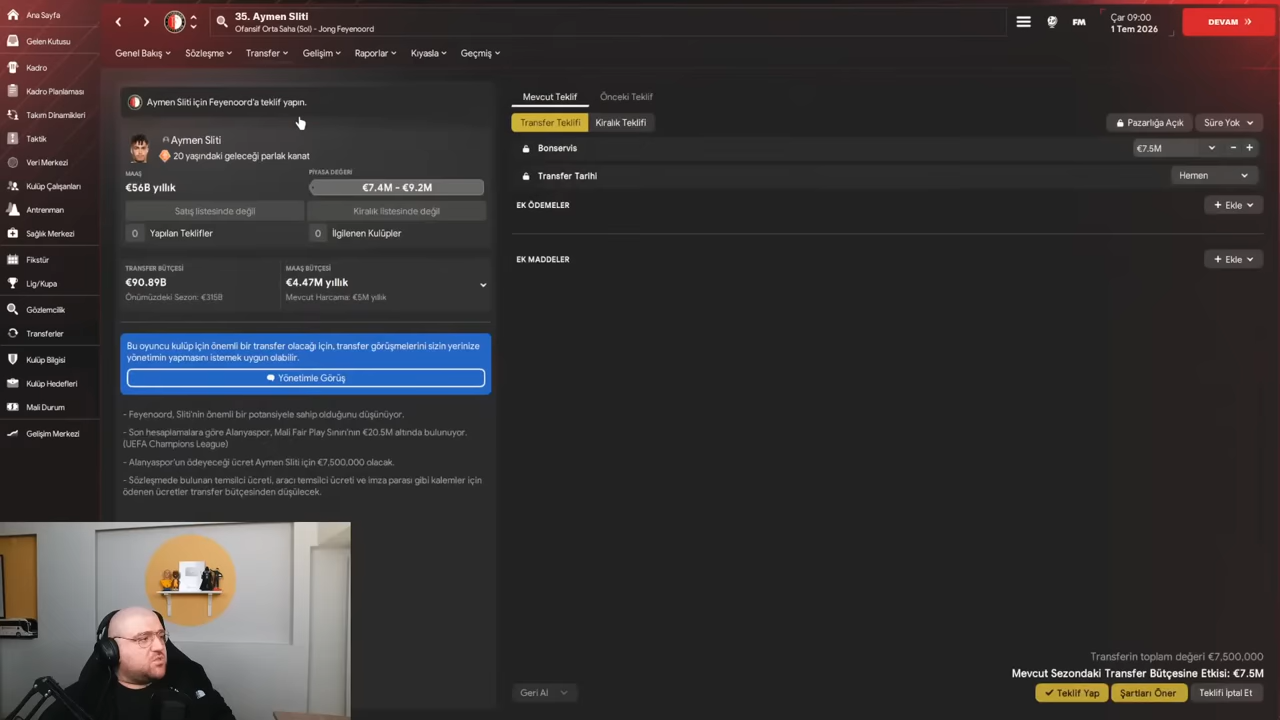 Ana Sayfa
Gelen Kutusu
Kadro
Kadro Planlaması
Takım Dinamikleri
Taktik
Veri Merkezi
Kulüp Çalışanları
Antrenman
Sağlık Merkezi
Fikstür
Lig/Kupa
Gözlemcilik
Transferler
Kulüp Bilgisi
Kulüp Hedefleri
Mali Durum
Gelişim Merkezi
35. Aymen Sliti
Ofansif Orta Saha (Sol) - Jong Feyenoord
FM
Çar 09:00
1 Tem 2026
DEVAM
Genel Bakış
Sözleşme
Transfer
Gelişim
Raporlar
Kıyasla
Geçmiş
Aymen Sliti için Feyenoord'a teklif yapın.
Aymen Sliti
20 yaşındaki geleceği parlak kanat
MAAŞ
€56B yıllık
PİYASA DEĞERİ
€7.4M - €9.2M
Satış listesinde değil
Kiralık listesinde değil
0 Yapılan Teklifler
0 İlgilenen Kulüpler
TRANSFER BÜTÇESİ
€90.89B
Önümüzdeki Sezon: €315B
MAAŞ BÜTÇESİ
€4.47M yıllık
Mevcut Harcama: €5M yıllık
Bu oyuncu kulüp için önemli bir transfer olacağı için, transfer görüşmelerini sizin yerinize
yönetimin yapmasını istemek uygun olabilir.
Yönetimle Görüş
- Feyenoord, Sliti'nin önemli bir potansiyele sahip olduğunu düşünüyor.
- Son hesaplamalara göre Alanyaspor, Mali Fair Play Sınırı'nın €20.5M altında bulunuyor.
(UEFA Champions League)
- Alanyaspor'un ödeyeceği ücret Aymen Sliti için €7,500,000 olacak.
- Sözleşmede bulunan temsilci ücreti, aracı temsilci ücreti ve imza parası gibi kalemler için
ödenen ücretler transfer bütçesinden düşülecek.
Mevcut Teklif
Önceki Teklif
Transfer Teklifi
Kiralık Teklifi
Pazarlığa Açık
Süre Yok
Bonservis
€7.5M
Transfer Tarihi
Hemen
EK ÖDEMELER
+ Ekle
EK MADDELER
+ Ekle
Transferin toplam değeri €7,500,000
Mevcut Sezondaki Transfer Bütçesine Etkisi: €7.5M
Geri Al
Teklif Yap
Şartları Öner
Teklifi İptal Et